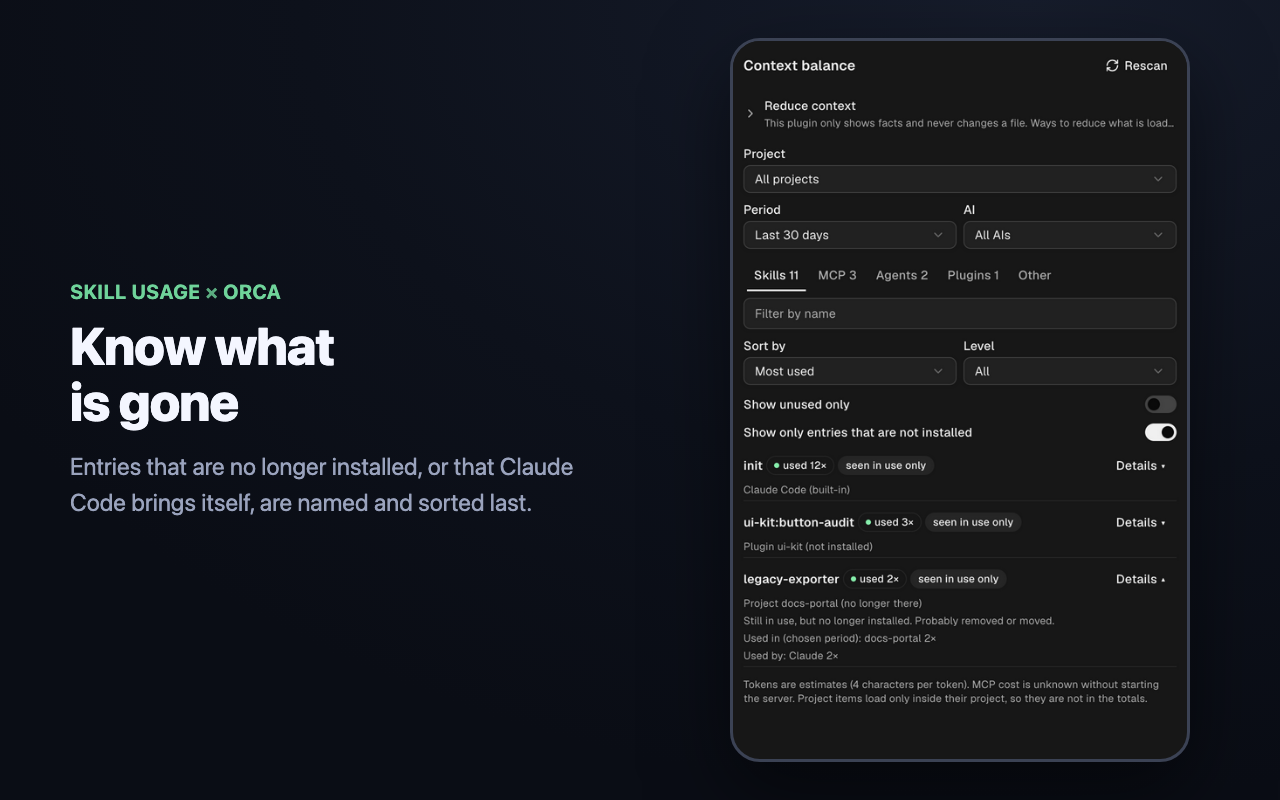 SKILL USAGE × ORCA
Know what
is gone
Entries that are no longer installed, or that Claude
Code brings itself, are named and sorted last.
Context balance
Rescan
Reduce context
This plugin only shows facts and never changes a file. Ways to reduce what is load…
Project
All projects
Period
AI
Last 30 days
All AIs
Skills 11
MCP 3
Agents 2
Plugins 1
Other
Filter by name
Sort by
Level
Most used
All
Show unused only
Show only entries that are not installed
init
used 12×
seen in use only
Details
Claude Code (built-in)
ui-kit:button-audit
used 3×
seen in use only
Details
Plugin ui-kit (not installed)
legacy-exporter
used 2×
seen in use only
Details
Project docs-portal (no longer there)
Still in use, but no longer installed. Probably removed or moved.
Used in (chosen period): docs-portal 2×
Used by: Claude 2×
Tokens are estimates (4 characters per token). MCP cost is unknown without starting
the server. Project items load only inside their project, so they are not in the totals.